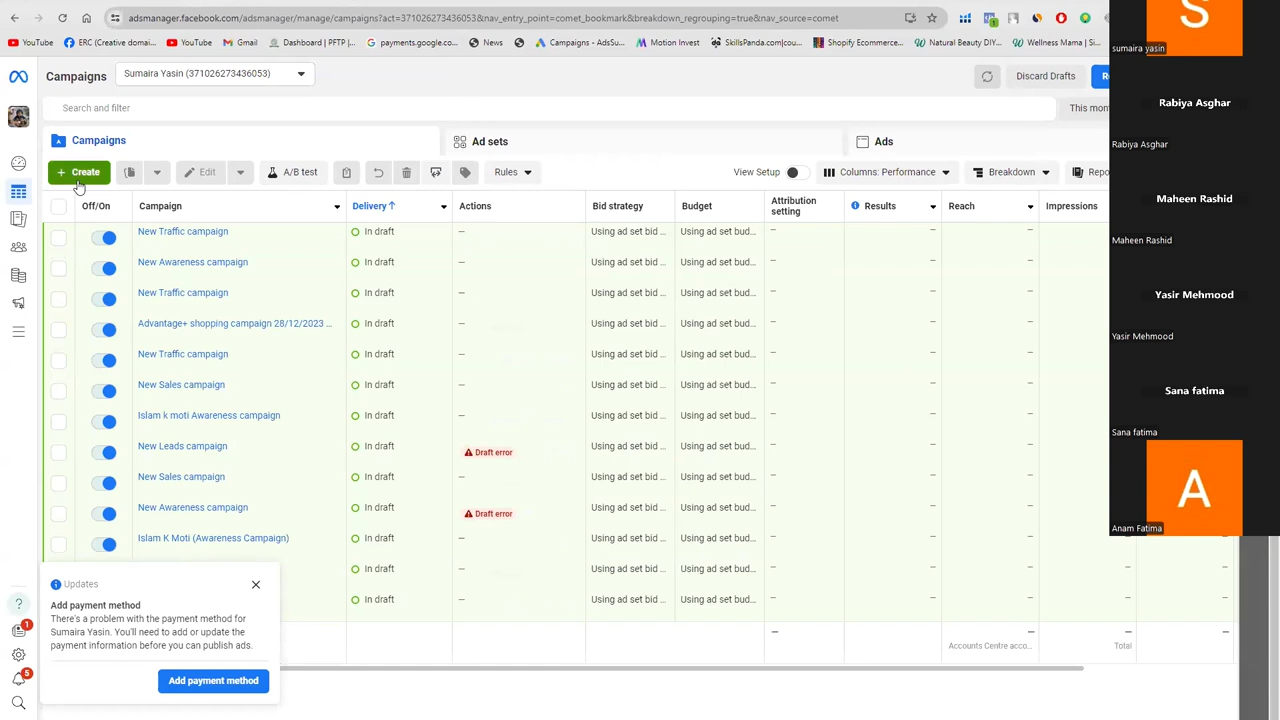 adsmanager.facebook.com/adsmanager/manage/campaigns?act=371026273436053&nav_entry_point=comet_bookmark&breakdown_regrouping=true&nav_source=comet
YouTube
ERC (Creative domai...
YouTube
Gmail
Dashboard | PFTP |...
payments.google.co...
News
Campaigns - AdsSu...
Motion Invest
SkillsPanda.com|cou...
Shopify Ecommerce...
Natural Beauty DIY...
Wellness Mama | Si...
Campaigns
Sumaira Yasin (371026273436053)
Discard Drafts
Search and filter
This mon
Campaigns
Ad sets
Ads
+ Create
Edit
A/B test
Rules
View Setup
Columns: Performance
Breakdown
Repo
Off/On
Campaign
Delivery ↑
Actions
Bid strategy
Budget
Attribution
setting
Results
Reach
Impressions
New Traffic campaign
In draft
—
Using ad set bid ...
Using ad set bud...
—
—
—
—
New Awareness campaign
In draft
—
Using ad set bid ...
Using ad set bud...
—
—
—
New Traffic campaign
In draft
—
Using ad set bid ...
Using ad set bud...
—
—
—
Advantage+ shopping campaign 28/12/2023 ...
In draft
—
Using ad set bid ...
Using ad set bud...
—
—
—
New Traffic campaign
In draft
—
Using ad set bid ...
Using ad set bud...
—
—
—
New Sales campaign
In draft
—
Using ad set bid ...
Using ad set bud...
—
—
—
Islam k moti Awareness campaign
In draft
—
Using ad set bid ...
Using ad set bud...
—
—
—
New Leads campaign
In draft
Draft error
Using ad set bid ...
Using ad set bud...
—
—
—
New Sales campaign
In draft
—
Using ad set bid ...
Using ad set bud...
—
—
—
New Awareness campaign
In draft
Draft error
Using ad set bid ...
Using ad set bud...
—
—
—
Islam K Moti (Awareness Campaign)
In draft
—
Using ad set bid ...
Using ad set bud...
—
—
—
In draft
—
Using ad set bid ...
Using ad set bud...
—
—
—
—
In draft
—
Using ad set bid ...
Using ad set bud...
—
—
—
—
—
—
—
—
Accounts Centre acco...
Total
Updates
Add payment method
There's a problem with the payment method for
Sumaira Yasin. You'll need to add or update the
payment information before you can publish ads.
Add payment method
?
1
5
S
sumaira yasin
Rabiya Asghar
Rabiya Asghar
Maheen Rashid
Maheen Rashid
Yasir Mehmood
Yasir Mehmood
Sana fatima
Sana fatima
A
Anam Fatima